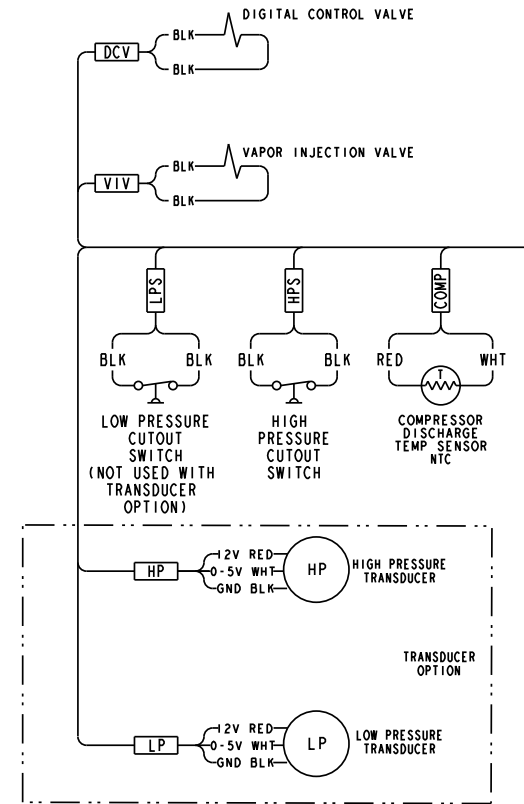 DIGITAL CONTROL VALVE
BLK
DCV
BLK
VAPOR INJECTION VALVE
BLK
VIV
BLK
LPS
HPS
COMP
BLK BLK
BLK BLK
RED WHT
T
LOW PRESSURE
CUTOUT
SWITCH
(NOT USED WITH
TRANSDUCER
OPTION)
HIGH
PRESSURE
CUTOUT
SWITCH
COMPRESSOR
DISCHARGE
TEMP SENSOR
NTC
HP
12V RED
0-5V WHT
GND BLK
HP
HIGH PRESSURE
TRANSDUCER
TRANSDUCER
OPTION
LP
12V RED
0-5V WHT
GND BLK
LP
LOW PRESSURE
TRANSDUCER